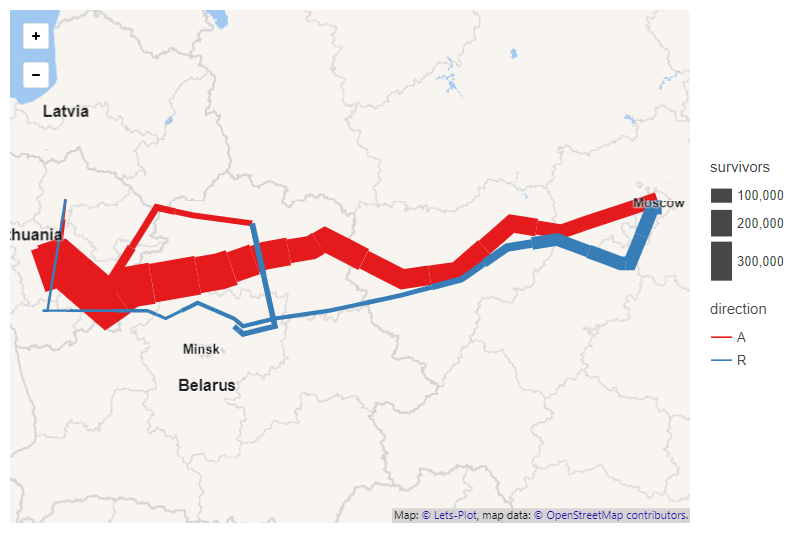 +
−
Latvia
thuania
Moscow
Minsk
Belarus
survivors
100,000
200,000
300,000
direction
A
R
Map: © Lets-Plot, map data: © OpenStreetMap contributors.